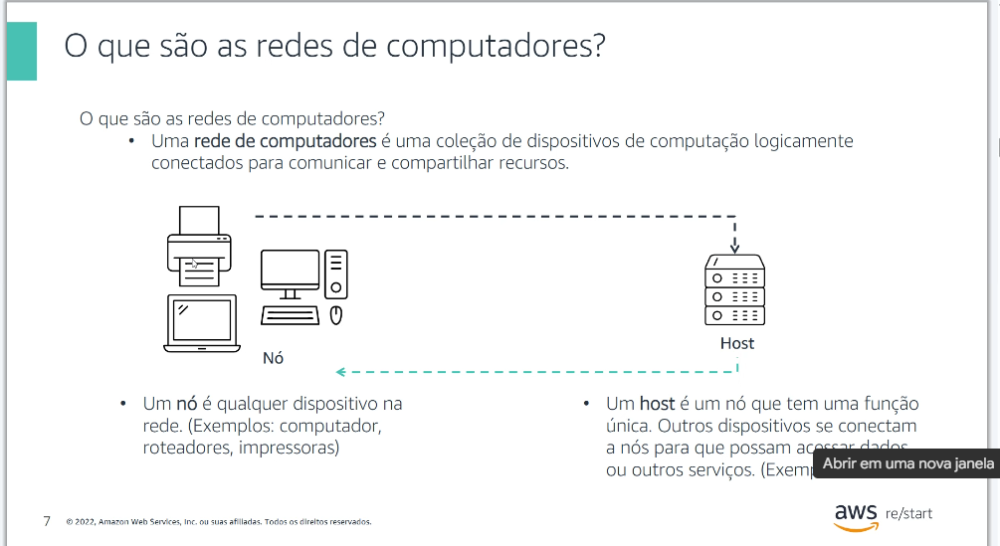 O que são as redes de computadores?
O que são as redes de computadores?
• Uma rede de computadores é uma coleção de dispositivos de computação logicamente
conectados para comunicar e compartilhar recursos.
Nó
Host
• Um nó é qualquer dispositivo na
rede. (Exemplos: computador,
roteadores, impressoras)
• Um host é um nó que tem uma função
única. Outros dispositivos se conectam
a nós para que possam acessar dados
ou outros serviços. (Exemp
Abrir em uma nova janela
7 © 2022, Amazon Web Services, Inc. ou suas afiliadas. Todos os direitos reservados.
aws re/start